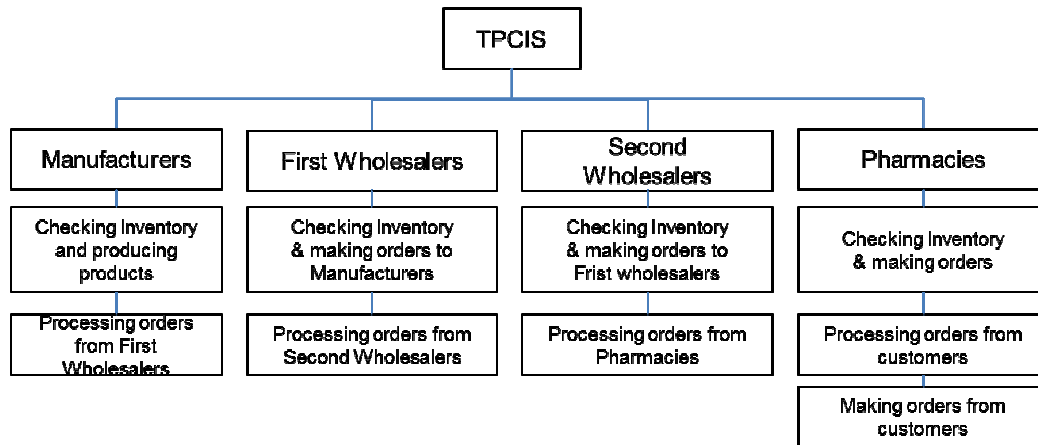 TPCIS
Manufacturers
First Wholesalers
Second
Wholesalers
Pharmacies
Checking Inventory
and producing
products
Checking Inventory
& making orders to
Manufacturers
Checking Inventory
& making orders to
Frist wholesalers
Checking Inventory
& making orders
Processing orders
from First
Wholesalers
Processing orders from
Second Wholesalers
Processing orders from
Pharmacies
Processing orders from
customers
Making orders from
customers